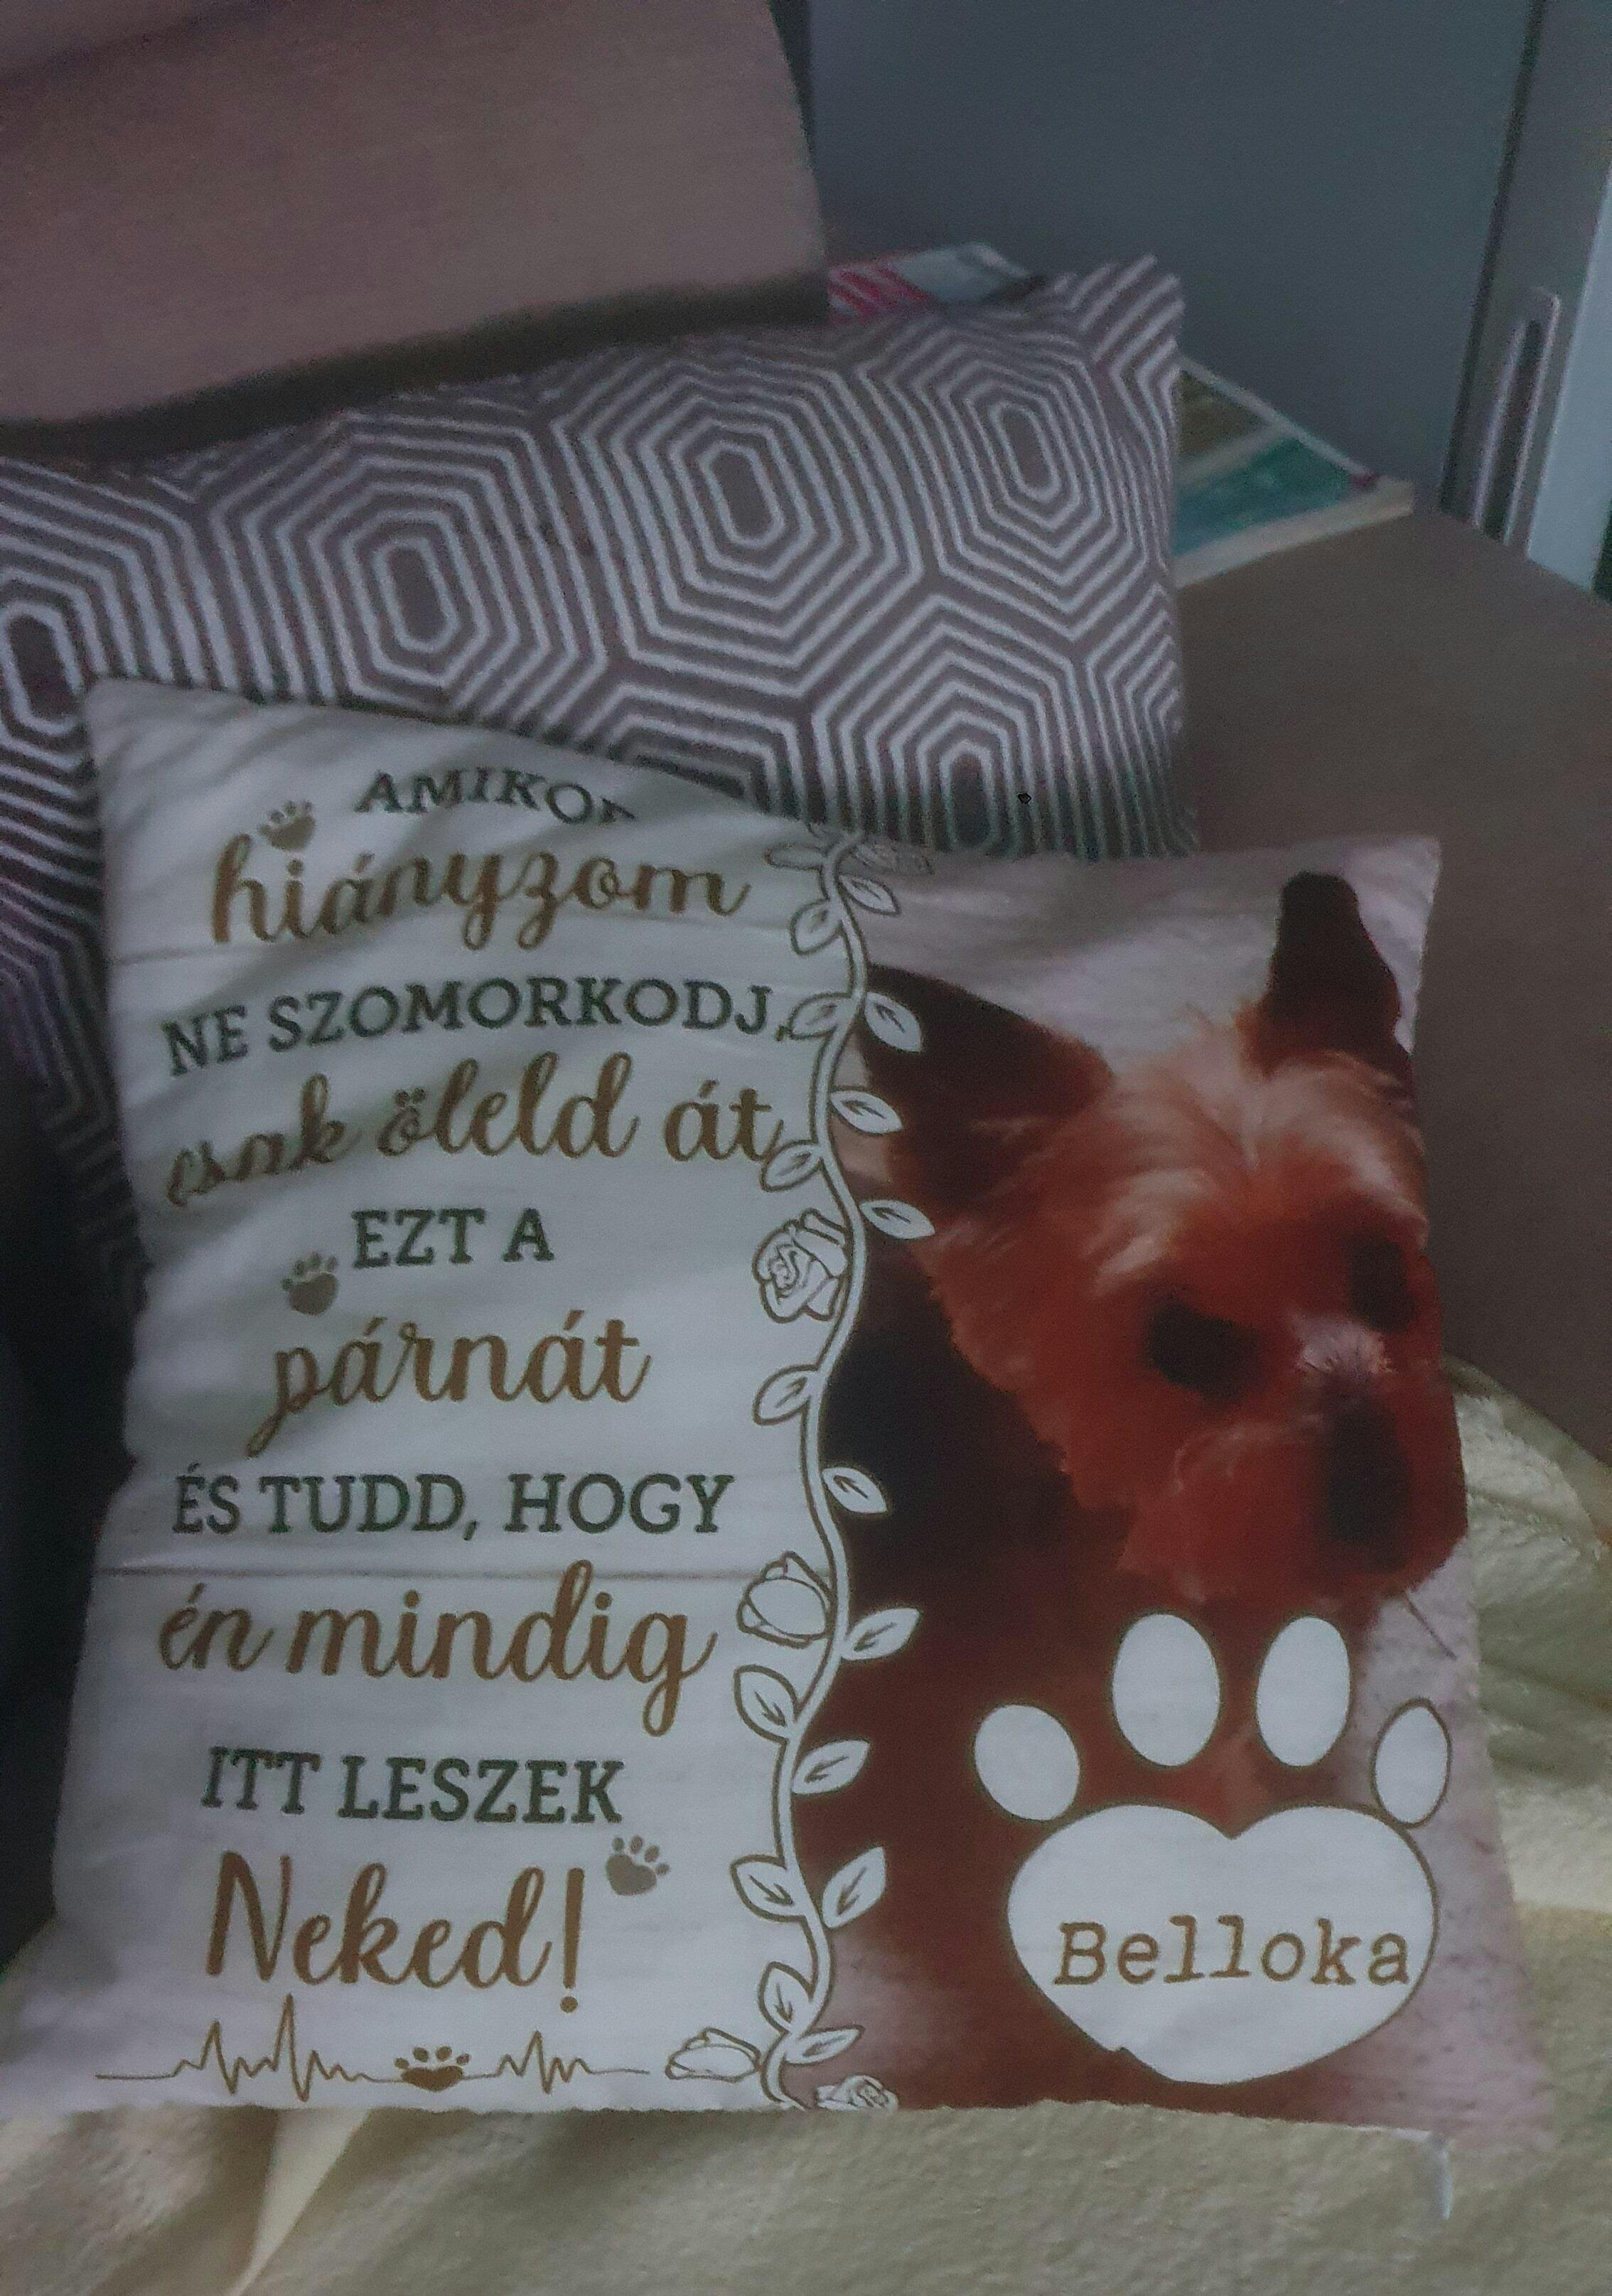 AMIKOR
hiányzom
NE SZOMORKODJ,
csak öleld át
EZT A
párnát
ÉS TUDD, HOGY
én mindig
ITT LESZEK
Neked!
Belloka